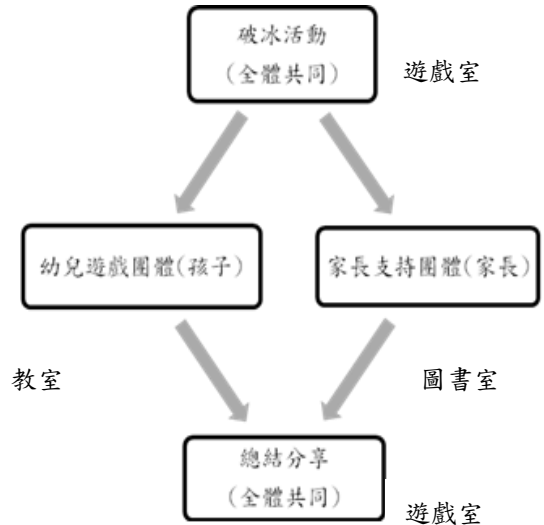 破冰活動
(全體共同)
遊戲室
幼兒遊戲團體(孩子)
家長支持團體(家長)
教室
圖書室
總結分享
(全體共同)
遊戲室